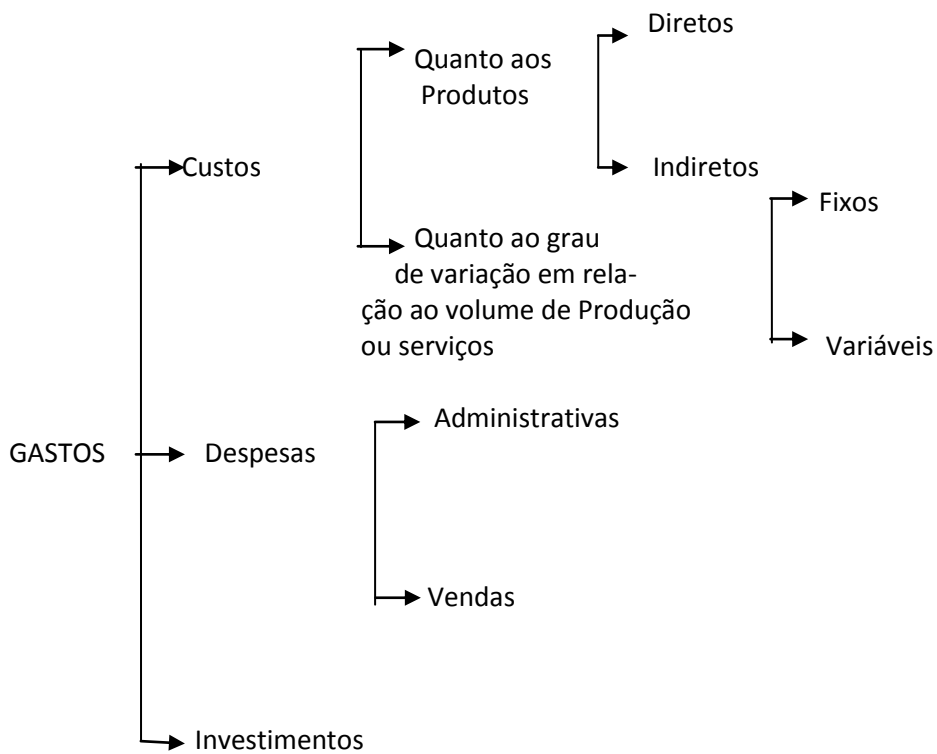 Diretos
Quanto aos
Produtos
Custos
Indiretos
Fixos
Quanto ao grau
de variação em rela-
ção ao volume de Produção
ou serviços
Variáveis
Administrativas
GASTOS
Despesas
Vendas
Investimentos